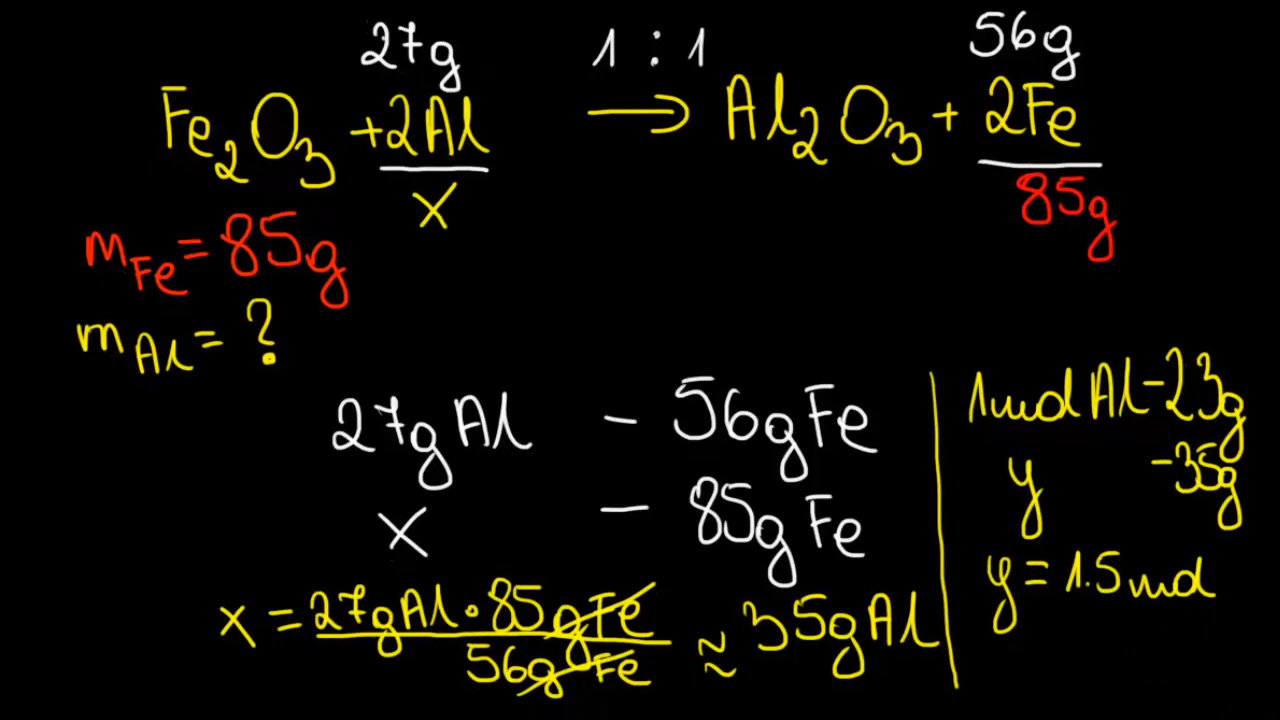 27g 1 : 1 56g
Fe₂O₃ + 2Al → Al₂O₃ + 2Fe
x 85g
mFe = 85g
mAl = ?
27g Al - 56g Fe
x - 85g Fe
x = 27g Al · 85g Fe / 56g Fe ≈ 35g Al
1mol Al - 23g
y - 35g
y = 1.5mol